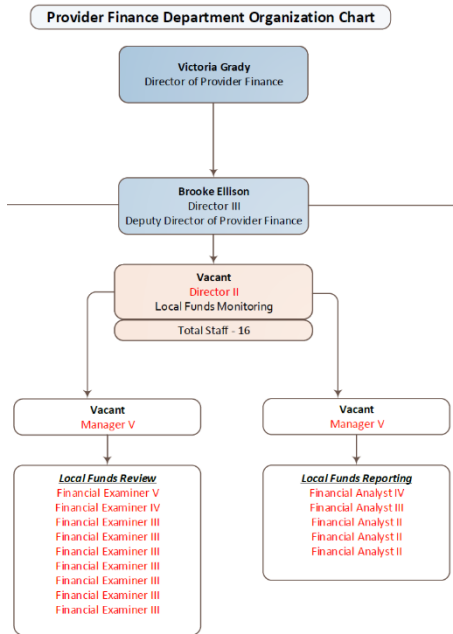 Provider Finance Department Organization Chart
Victoria Grady
Director of Provider Finance
Brooke Ellison
Director III
Deputy Director of Provider Finance
Vacant
Director II
Local Funds Monitoring
Total Staff - 16
Vacant
Manager V
Local Funds Review
Financial Examiner V
Financial Examiner IV
Financial Examiner III
Financial Examiner III
Financial Examiner III
Financial Examiner III
Financial Examiner III
Financial Examiner III
Financial Examiner III
Vacant
Manager V
Local Funds Reporting
Financial Analyst IV
Financial Analyst III
Financial Analyst II
Financial Analyst II
Financial Analyst II